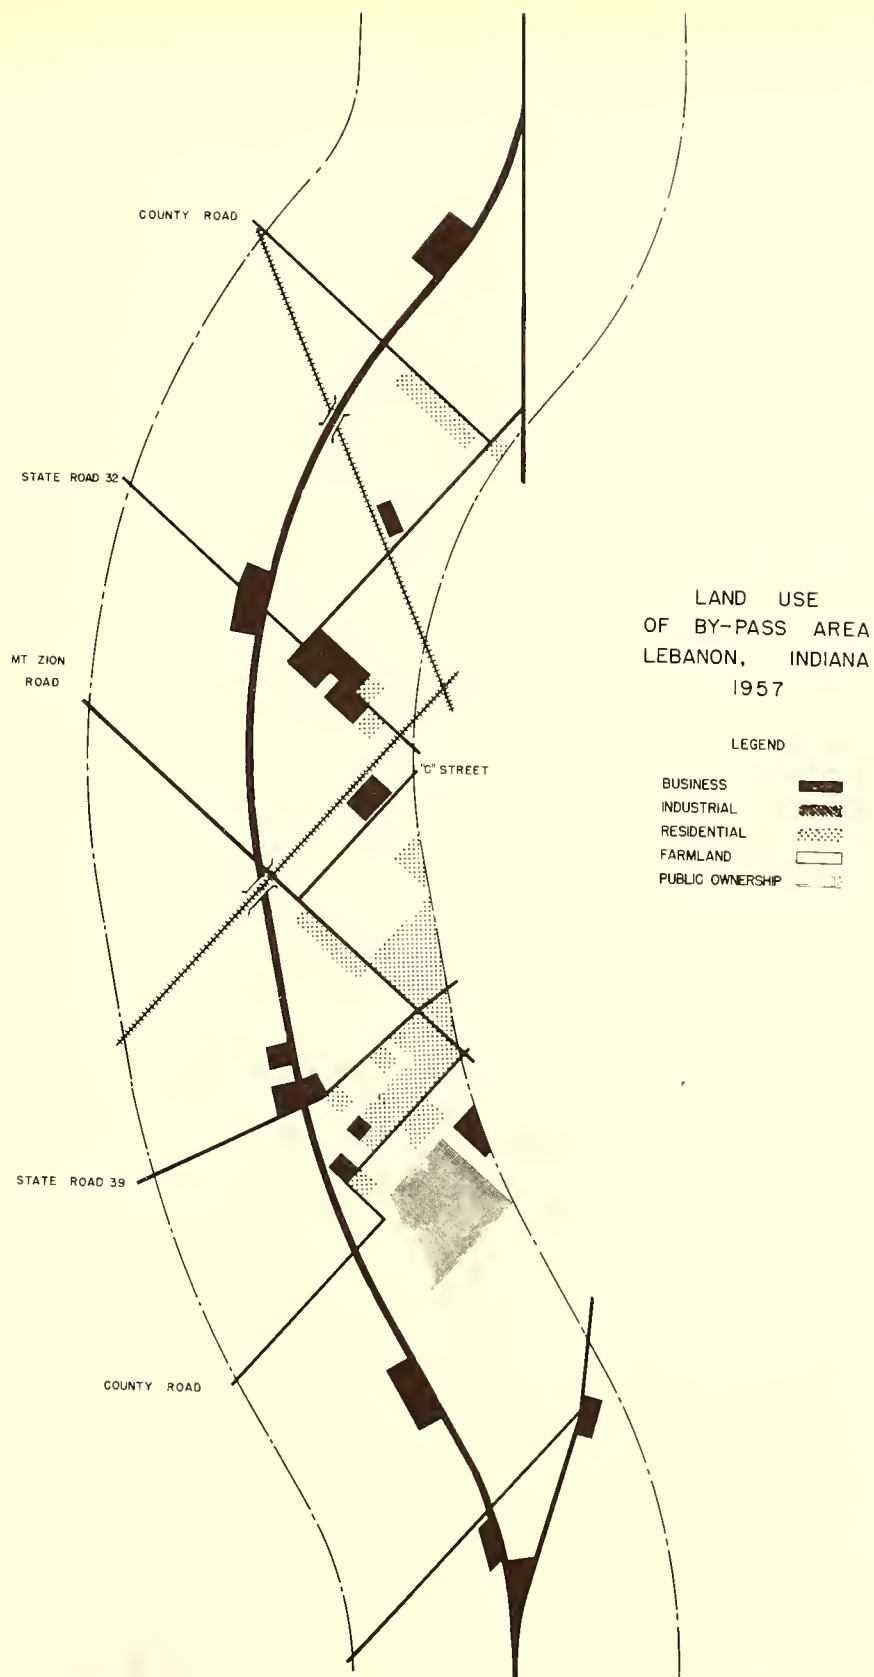 COUNTY ROAD
STATE ROAD 32
MT ZION
ROAD
"C" STREET
STATE ROAD 39
COUNTY ROAD
LAND USE
OF BY-PASS AREA
LEBANON, INDIANA
1957
LEGEND
BUSINESS
INDUSTRIAL
RESIDENTIAL
FARMLAND
PUBLIC OWNERSHIP